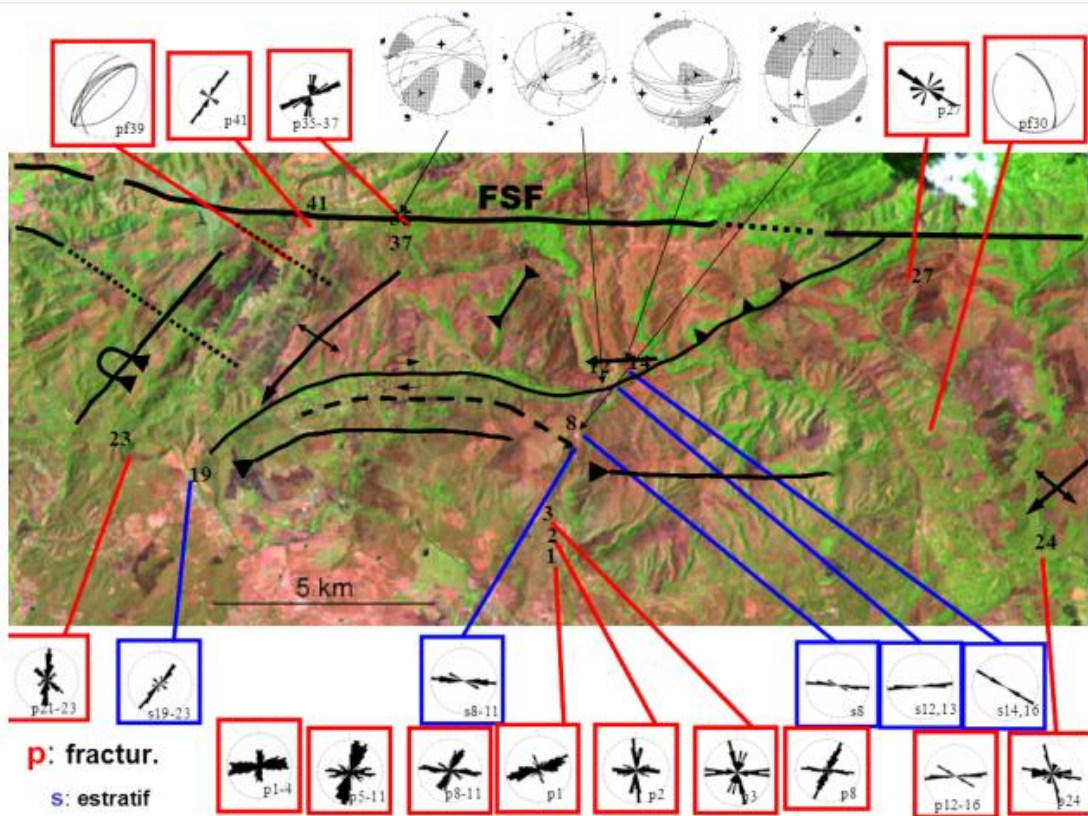 pf39
p41
p35-37
p27
pf30
41
FSF
37
27
12
14
8
23
19
3
2
1
24
5 km
p21-23
s19-23
s8-11
s8
s12,13
s14,16
p: fractur.
s: estratif
p1-4
p5-11
p8-11
p1
p2
p3
p8
p12-16
p24